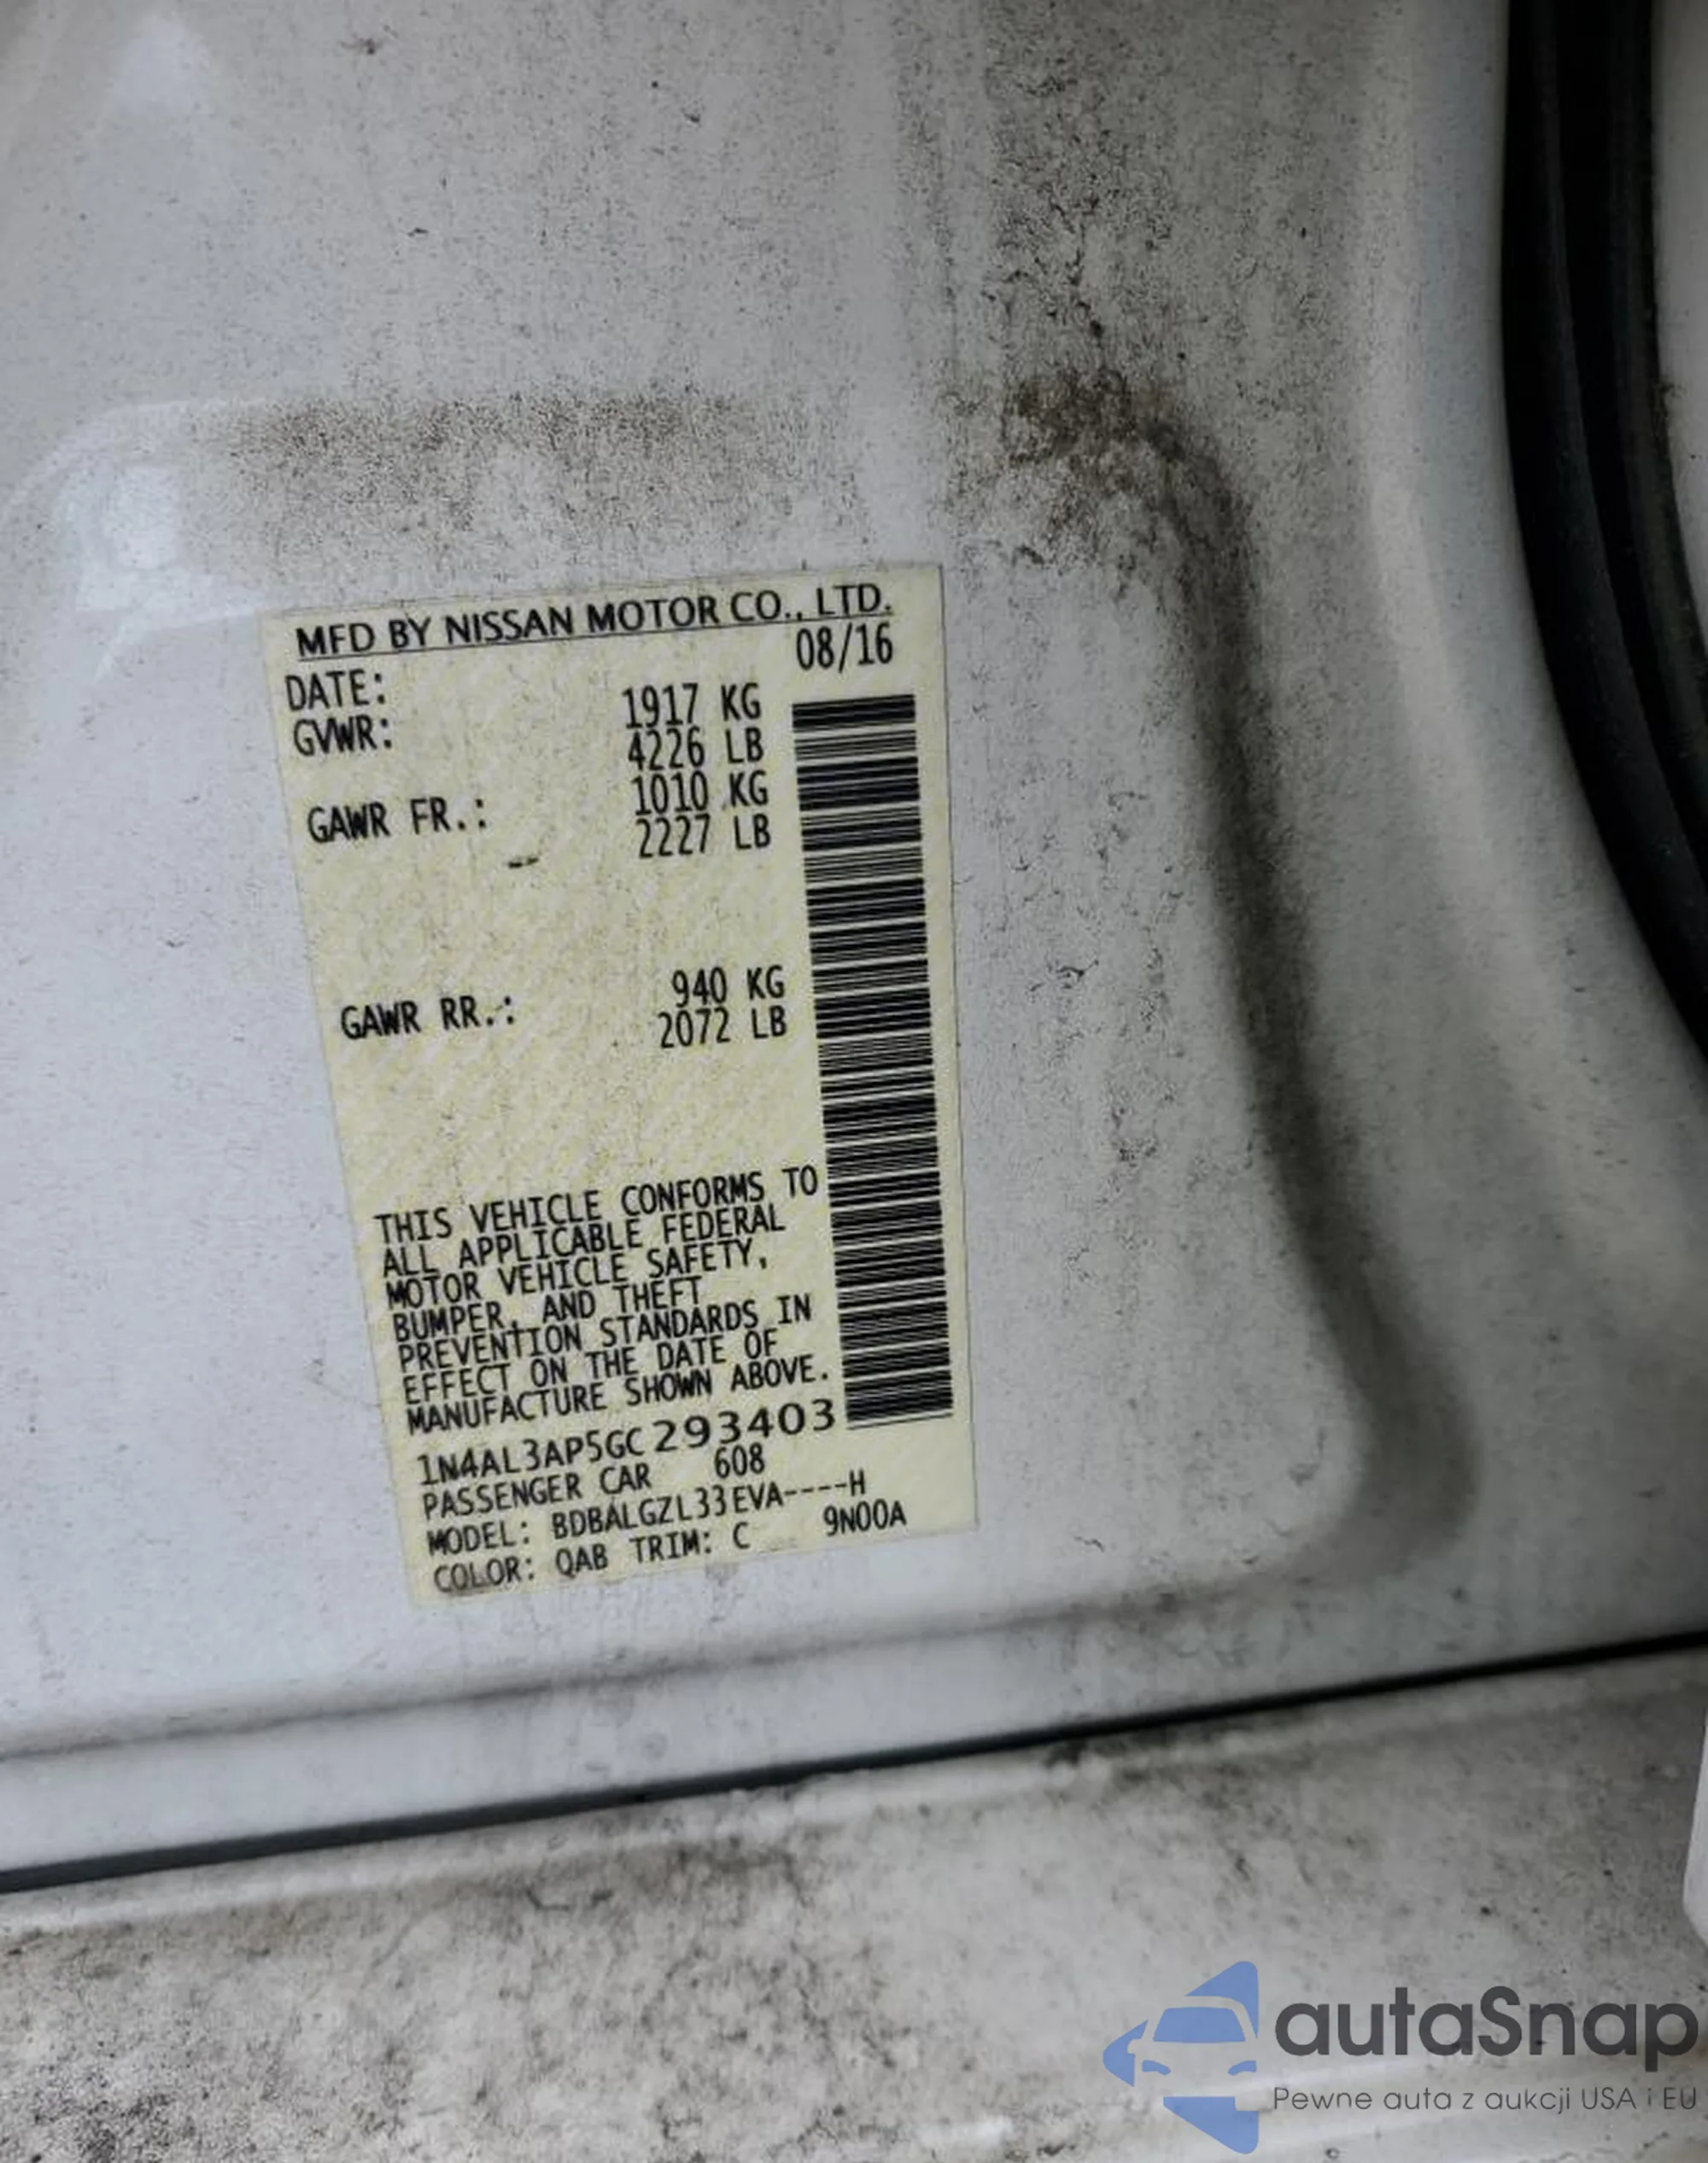 MFD BY NISSAN MOTOR CO., LTD.
DATE: 08/16
GVWR: 1917 KG
4226 LB
GAWR FR.: 1010 KG
2227 LB
GAWR RR.: 940 KG
2072 LB
THIS VEHICLE CONFORMS TO
ALL APPLICABLE FEDERAL
MOTOR VEHICLE SAFETY,
BUMPER, AND THEFT
PREVENTION STANDARDS IN
EFFECT ON THE DATE OF
MANUFACTURE SHOWN ABOVE.
1N4AL3AP5GC293403
PASSENGER CAR 608
MODEL: BDBALGZL33EVA----H
COLOR: QAB TRIM: C 9N00A
autaSnap
Pewne auta z aukcji USA i EU